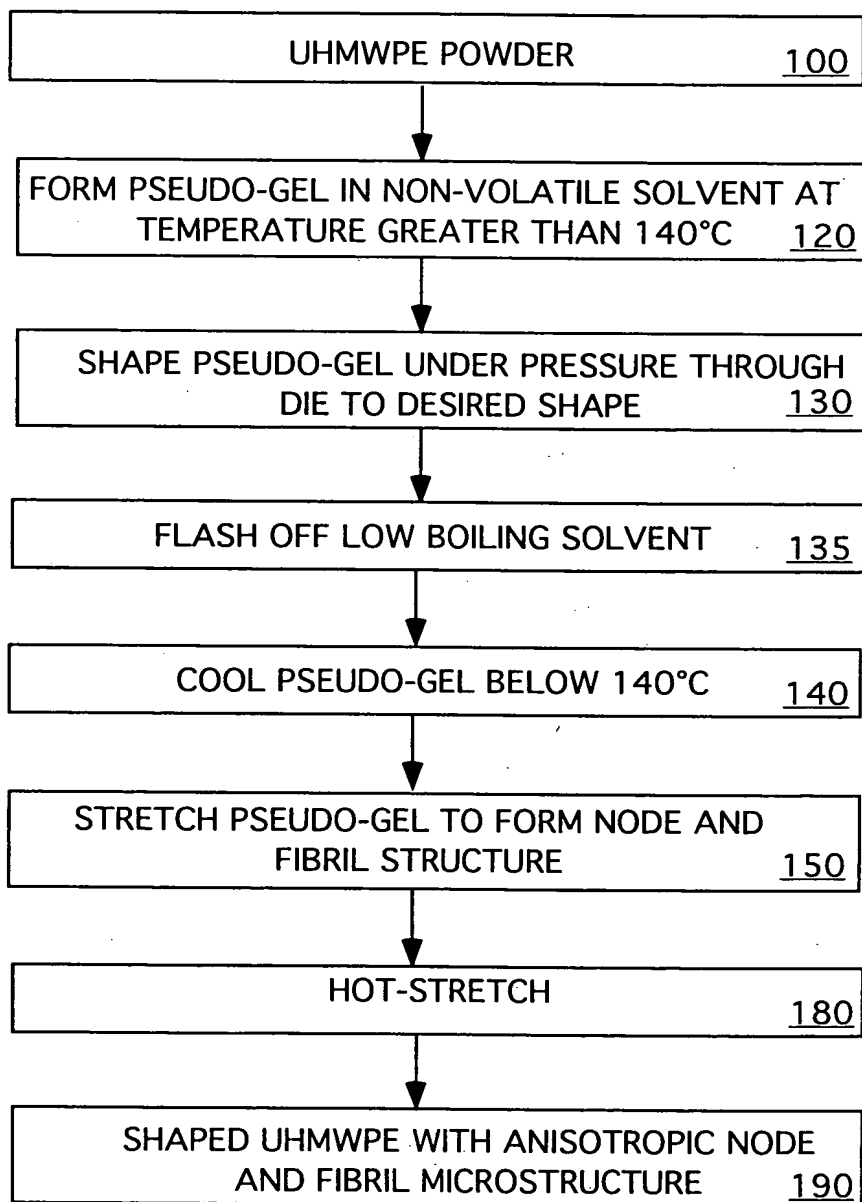 UHMWPE POWDER 100
FORM PSEUDO-GEL IN NON-VOLATILE SOLVENT AT
TEMPERATURE GREATER THAN 140°C 120
SHAPE PSEUDO-GEL UNDER PRESSURE THROUGH
DIE TO DESIRED SHAPE 130
FLASH OFF LOW BOILING SOLVENT 135
COOL PSEUDO-GEL BELOW 140°C 140
STRETCH PSEUDO-GEL TO FORM NODE AND
FIBRIL STRUCTURE 150
HOT-STRETCH 180
SHAPED UHMWPE WITH ANISOTROPIC NODE
AND FIBRIL MICROSTRUCTURE 190